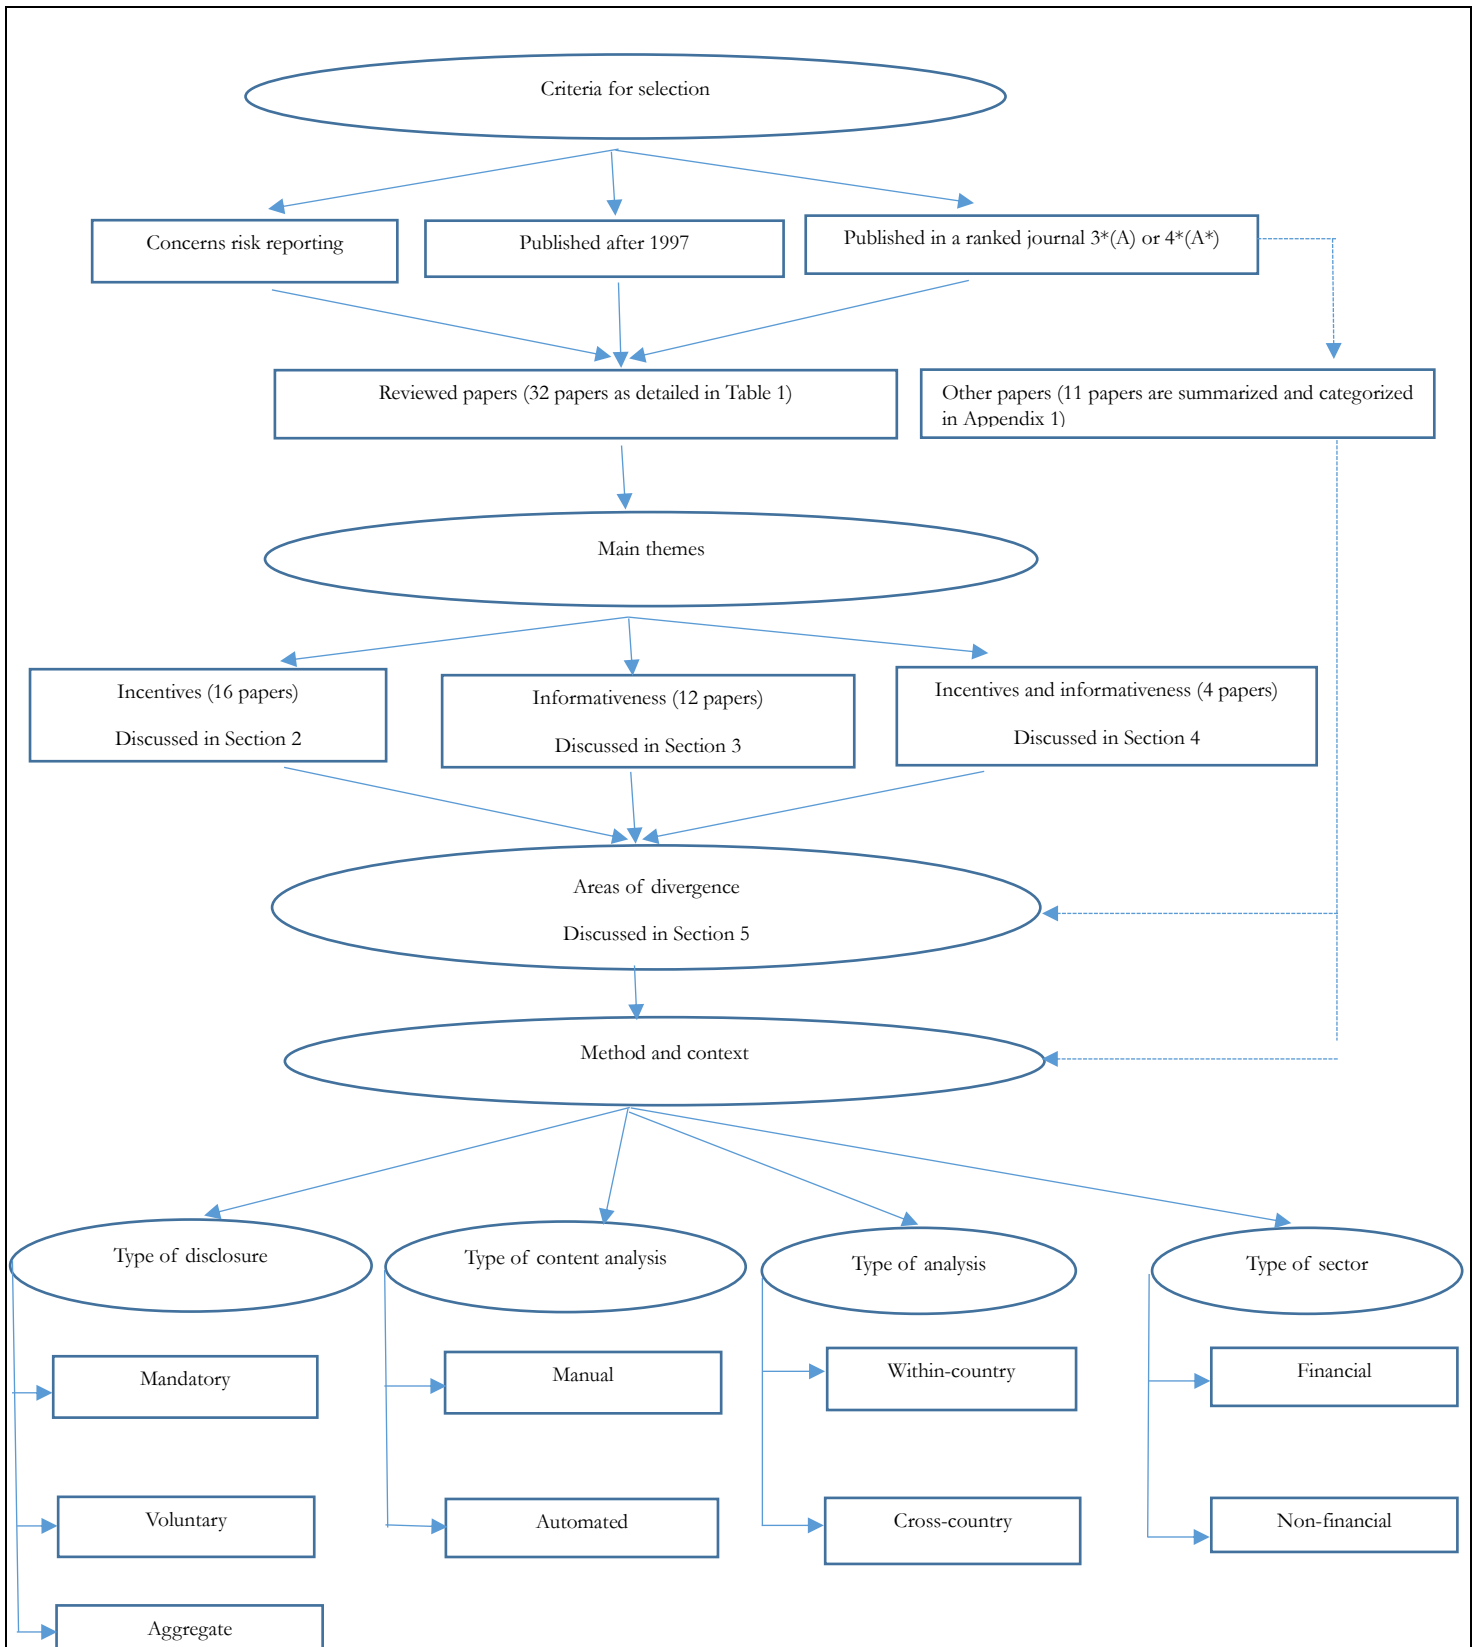 Criteria for selection
Concerns risk reporting
Published after 1997
Published in a ranked journal 3*(A) or 4*(A*)
Reviewed papers (32 papers as detailed in Table 1)
Other papers (11 papers are summarized and categorized
in Appendix 1)
Main themes
Incentives (16 papers)
Discussed in Section 2
Informativeness (12 papers)
Discussed in Section 3
Incentives and informativeness (4 papers)
Discussed in Section 4
Areas of divergence
Discussed in Section 5
Method and context
Type of disclosure
Type of content analysis
Type of analysis
Type of sector
Mandatory
Manual
Within-country
Financial
Voluntary
Automated
Cross-country
Non-financial
Aggregate